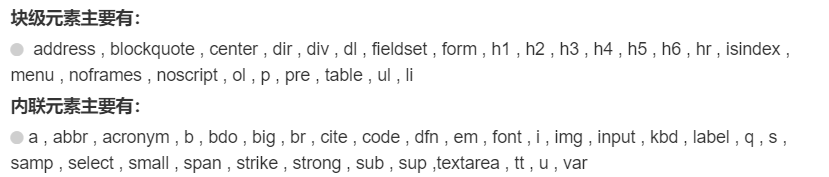 块级元素主要有：
address , blockquote , center , dir , div , dl , fieldset , form , h1 , h2 , h3 , h4 , h5 , h6 , hr , isindex ,
menu , noframes , noscript , ol , p , pre , table , ul , li
内联元素主要有：
a , abbr , acronym , b , bdo , big , br , cite , code , dfn , em , font , i , img , input , kbd , label , q , s ,
samp , select , small , span , strike , strong , sub , sup ,textarea , tt , u , var